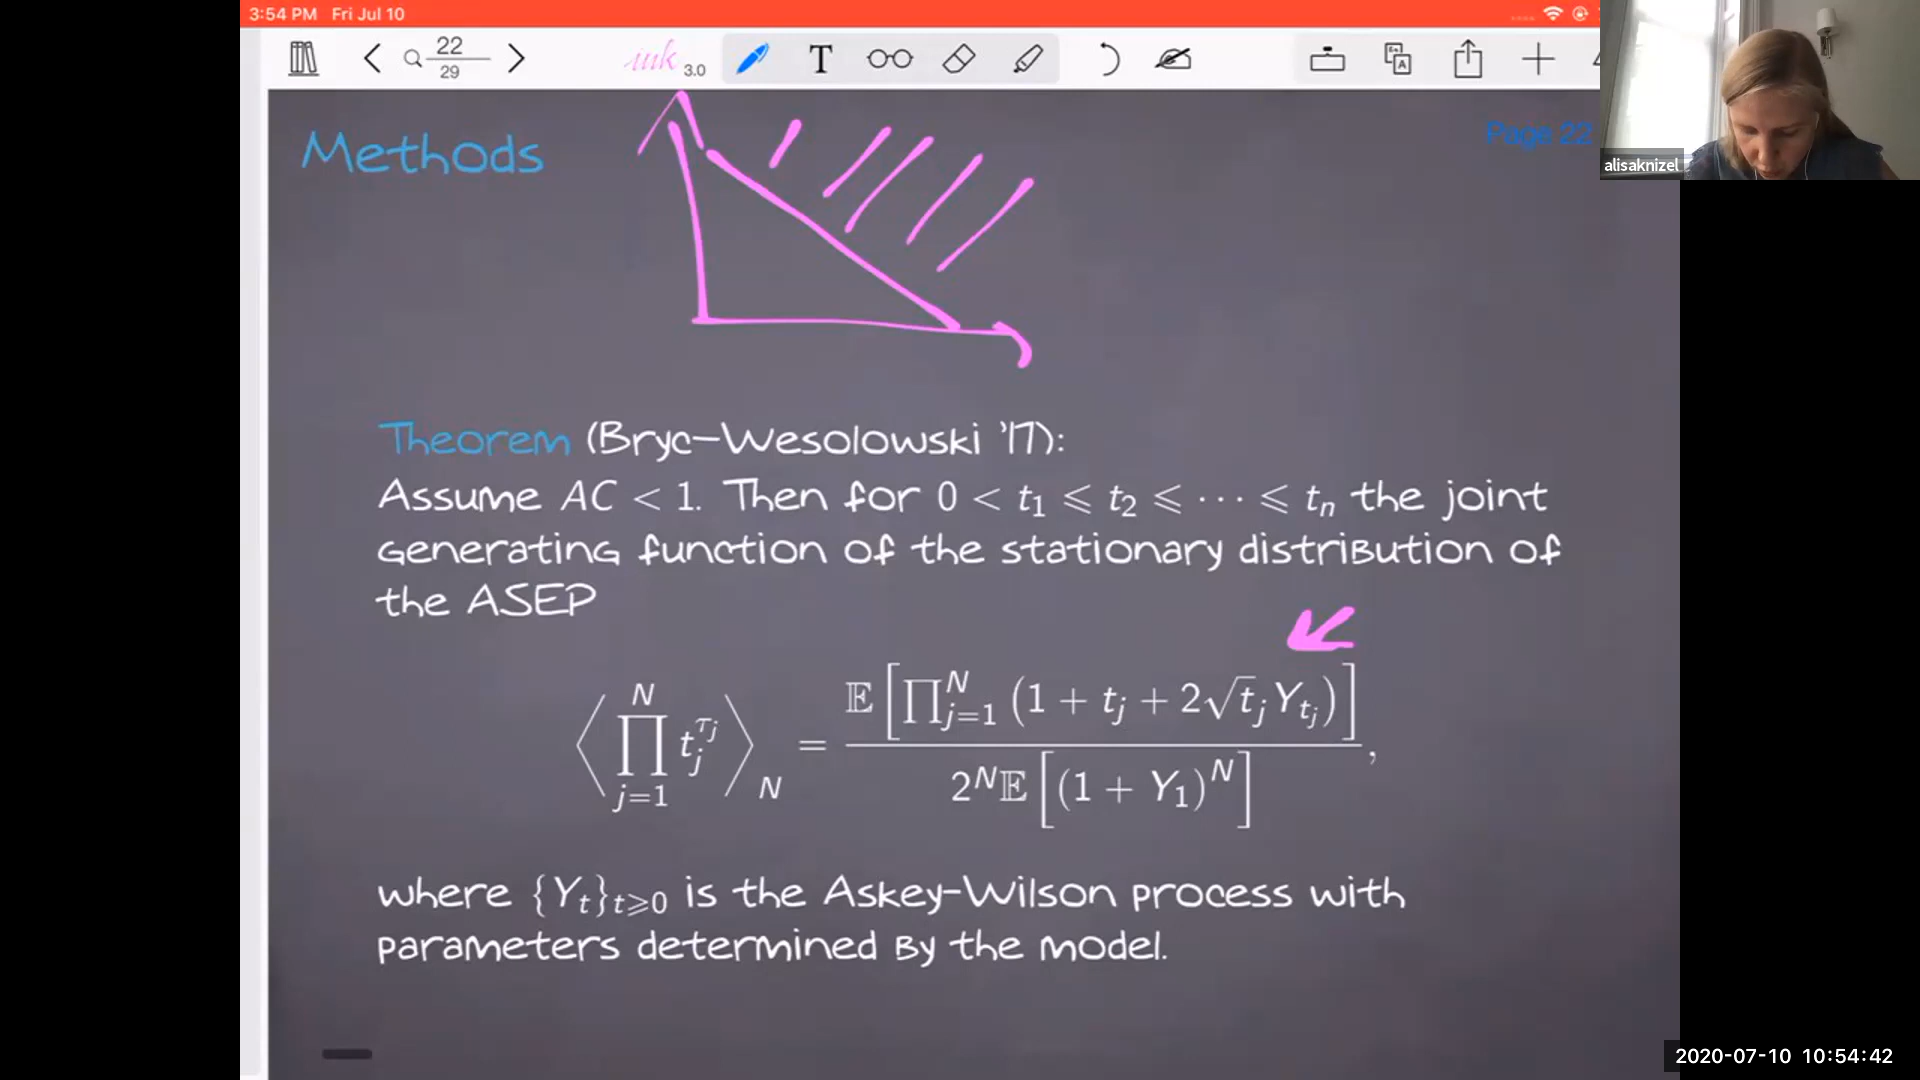 3:54 PM Fri Jul 10
22
29
ink 3.0
T
Methods
Page 22
alisaknizel
Theorem (Bryc–Wesolowski '17):
Assume AC < 1. Then for 0 < t₁ ⩽ t₂ ⩽ ··· ⩽ tₙ the joint
generating function of the stationary distribution of
the ASEP
⟨∏_{j=1}^{N} t_j^{τ_j}⟩_N = 𝔼[∏_{j=1}^{N} (1 + t_j + 2√t_j Y_{t_j})] / 2^N 𝔼[(1 + Y₁)^N],
where {Y_t}_{t⩾0} is the Askey–Wilson process with
parameters determined by the model.
2020-07-10 10:54:42